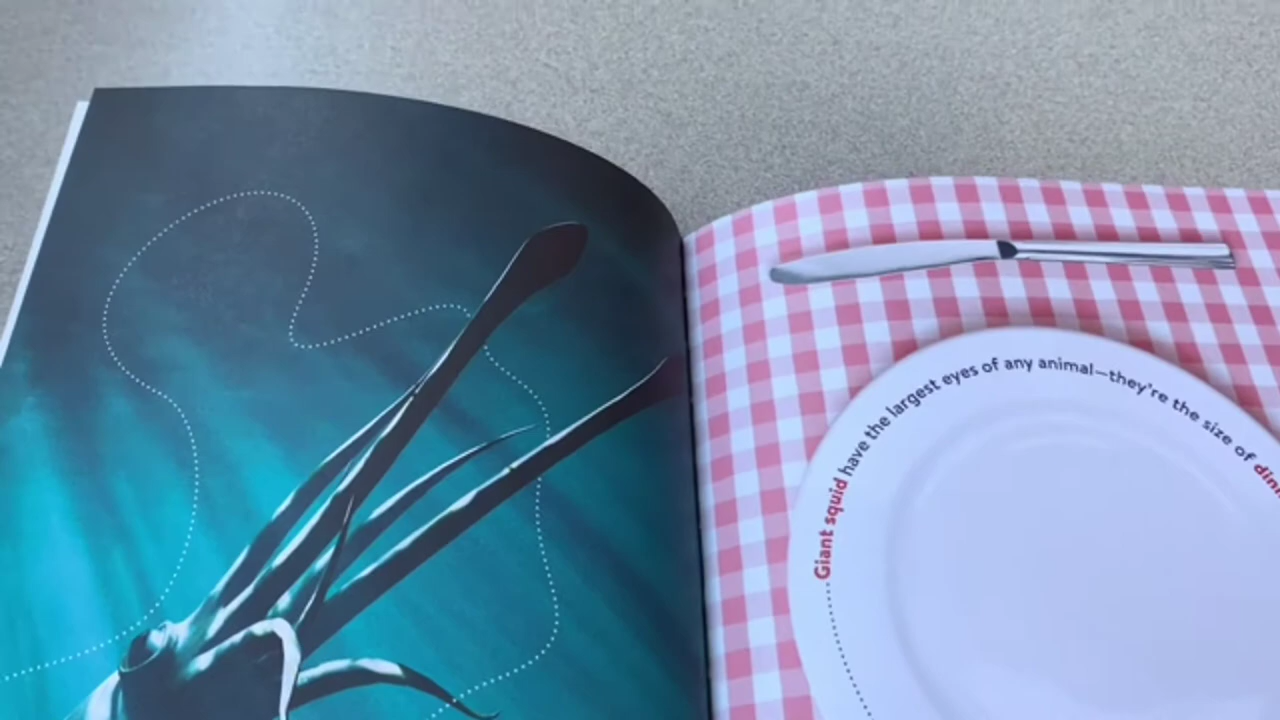 Giant squid have the largest eyes of any animal—they're the size of